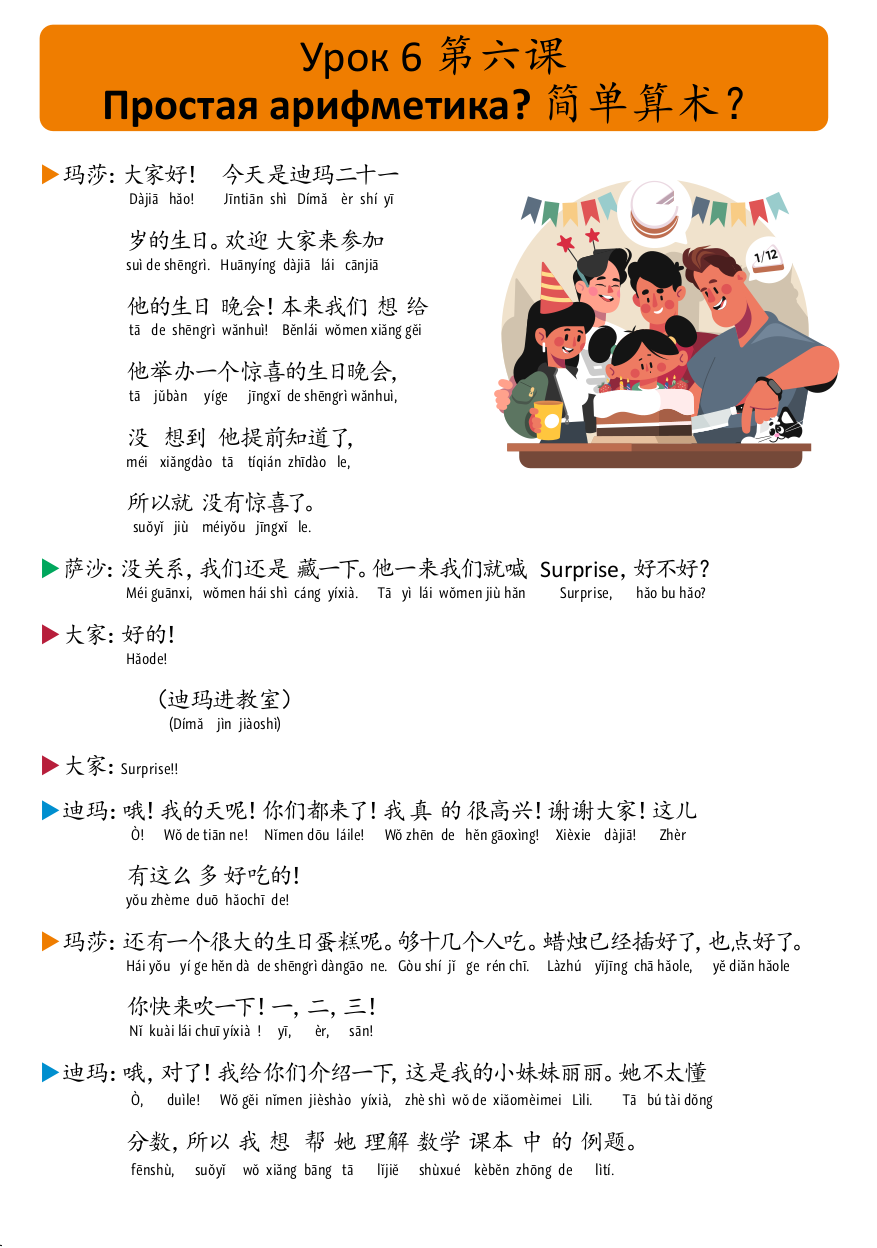 Урок 6 第六课
Простая арифметика? 简单算术？
▶玛莎: 大家好! 今天是迪玛二十一
Dàjiā hǎo! Jīntiān shì Dímǎ èr shí yī
岁的生日。欢迎 大家来参加
suì de shēngrì. Huānyíng dàjiā lái cānjiā
他的生日 晚会! 本来我们 想 给
tā de shēngrì wǎnhuì! Běnlái wǒmen xiǎng gěi
他举办一个惊喜的生日晚会,
tā jǔbàn yíge jīngxǐ de shēngrì wǎnhuì,
没 想到 他提前知道了,
méi xiǎngdào tā tíqián zhīdào le,
所以就 没有惊喜了。
suǒyǐ jiù méiyǒu jīngxǐ le.
1/12
▶萨沙: 没关系, 我们还是 藏一下。他一来我们就喊 Surprise, 好不好?
Méi guānxi, wǒmen hái shì cáng yíxià. Tā yì lái wǒmen jiù hǎn Surprise, hǎo bu hǎo?
▶大家: 好的!
Hǎode!
（迪玛进教室）
(Dímǎ jìn jiàoshì)
▶大家: Surprise!!
▶迪玛: 哦! 我的天呢! 你们都来了! 我 真 的 很高兴! 谢谢大家! 这儿
Ò! Wǒ de tiān ne! Nǐmen dōu láile! Wǒ zhēn de hěn gāoxìng! Xièxie dàjiā! Zhèr
有这么 多 好吃的!
yǒu zhème duō hǎochī de!
▶玛莎: 还有一个很大的生日蛋糕呢。够十几个人吃。蜡烛已经插好了, 也点好了。
Hái yǒu yí ge hěn dà de shēngrì dàngāo ne. Gòu shí jǐ ge rén chī. Làzhú yǐjīng chā hǎole, yě diǎn hǎole
你快来吹一下! 一, 二, 三!
Nǐ kuài lái chuī yíxià ! yī, èr, sān!
▶迪玛: 哦, 对了! 我给你们介绍一下, 这是我的小妹妹丽丽。她不太懂
Ò, duìle! Wǒ gěi nǐmen jièshào yíxià, zhè shì wǒ de xiǎomèimei Lìli. Tā bú tài dǒng
分数, 所以 我 想 帮 她 理解 数学 课本 中 的 例题。
fēnshù, suǒyǐ wǒ xiǎng bāng tā lǐjiě shùxué kèběn zhōng de lìtí.